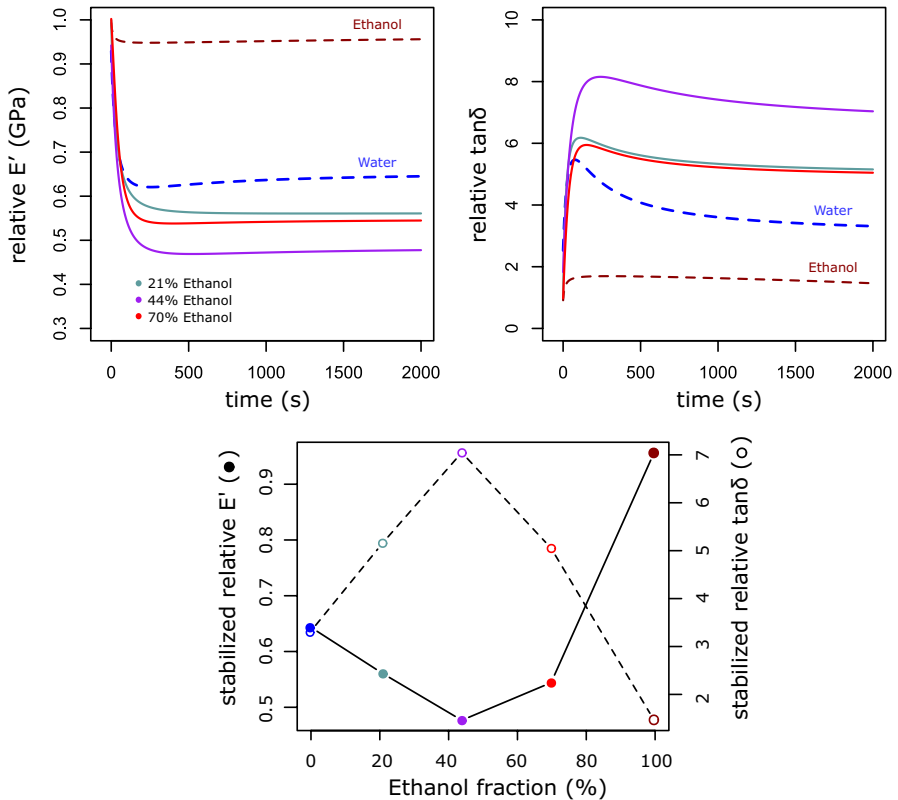 relative E′ (GPa)
1.0
0.9
0.8
0.7
0.6
0.5
0.4
0.3
Ethanol
Water
21% Ethanol
44% Ethanol
70% Ethanol
0 500 1000 1500 2000
time (s)
relative tanδ
10
8
6
4
2
0
Water
Ethanol
0 500 1000 1500 2000
time (s)
stabilized relative E' (●)
0.9
0.8
0.7
0.6
0.5
stabilized relative tanδ (o)
7
6
5
4
3
2
0 20 40 60 80 100
Ethanol fraction (%)